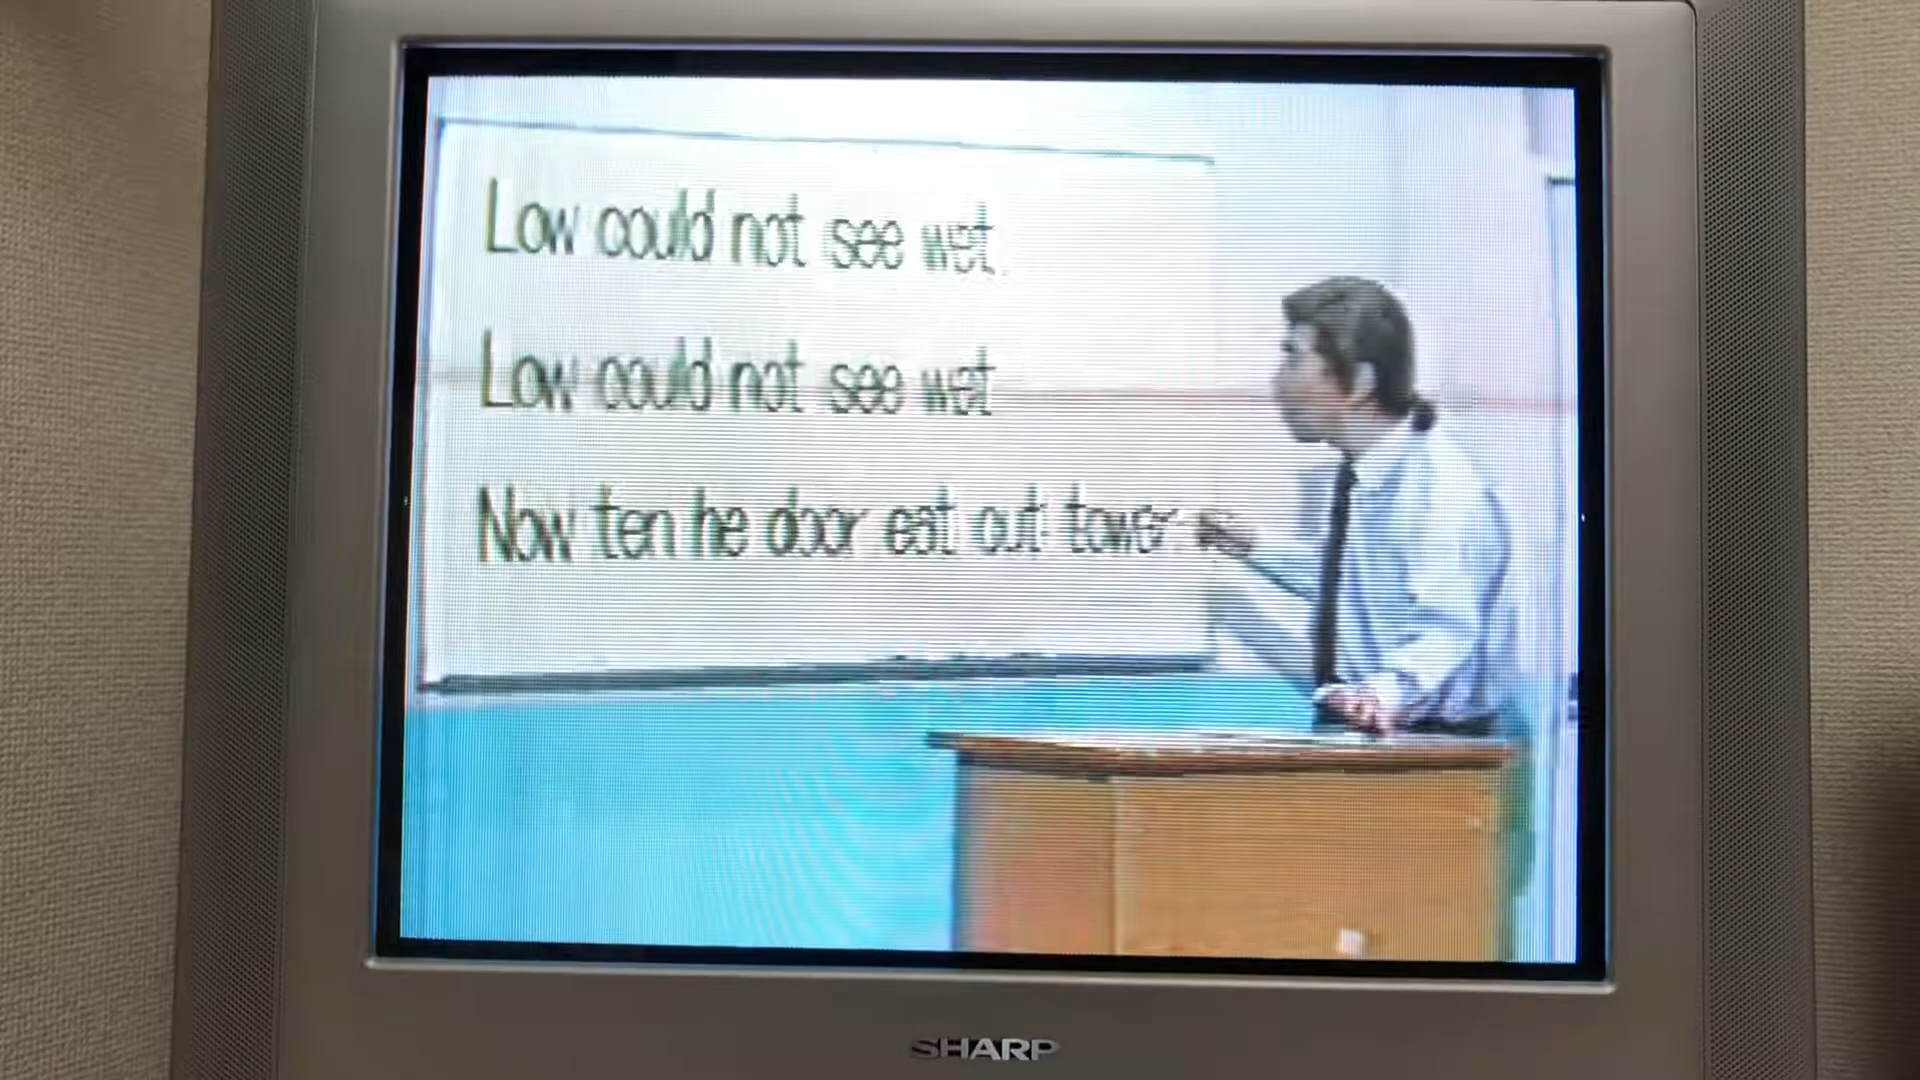 Low could not see wet.
Low could not see wet
Now ten he door eat out tower
SHARP